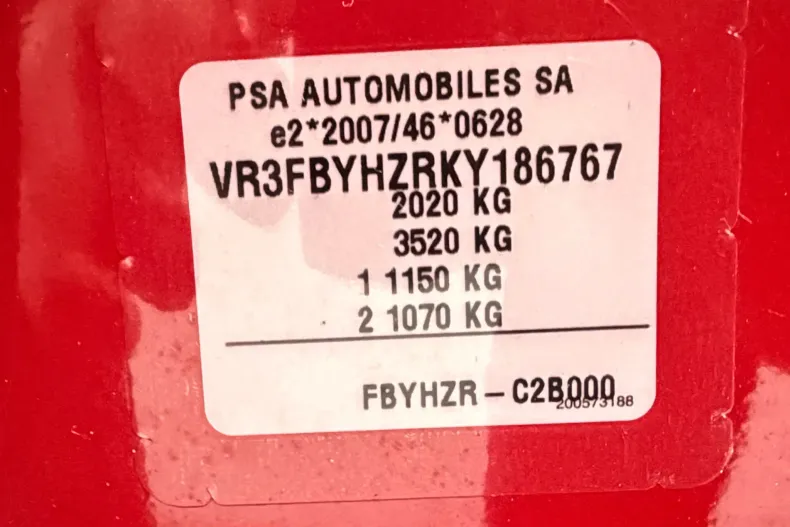 PSA AUTOMOBILES SA
e2*2007/46*0628
VR3FBYHZRKY186767
2020 KG
3520 KG
1 1150 KG
2 1070 KG
FBYHZR – C2B000
200573188